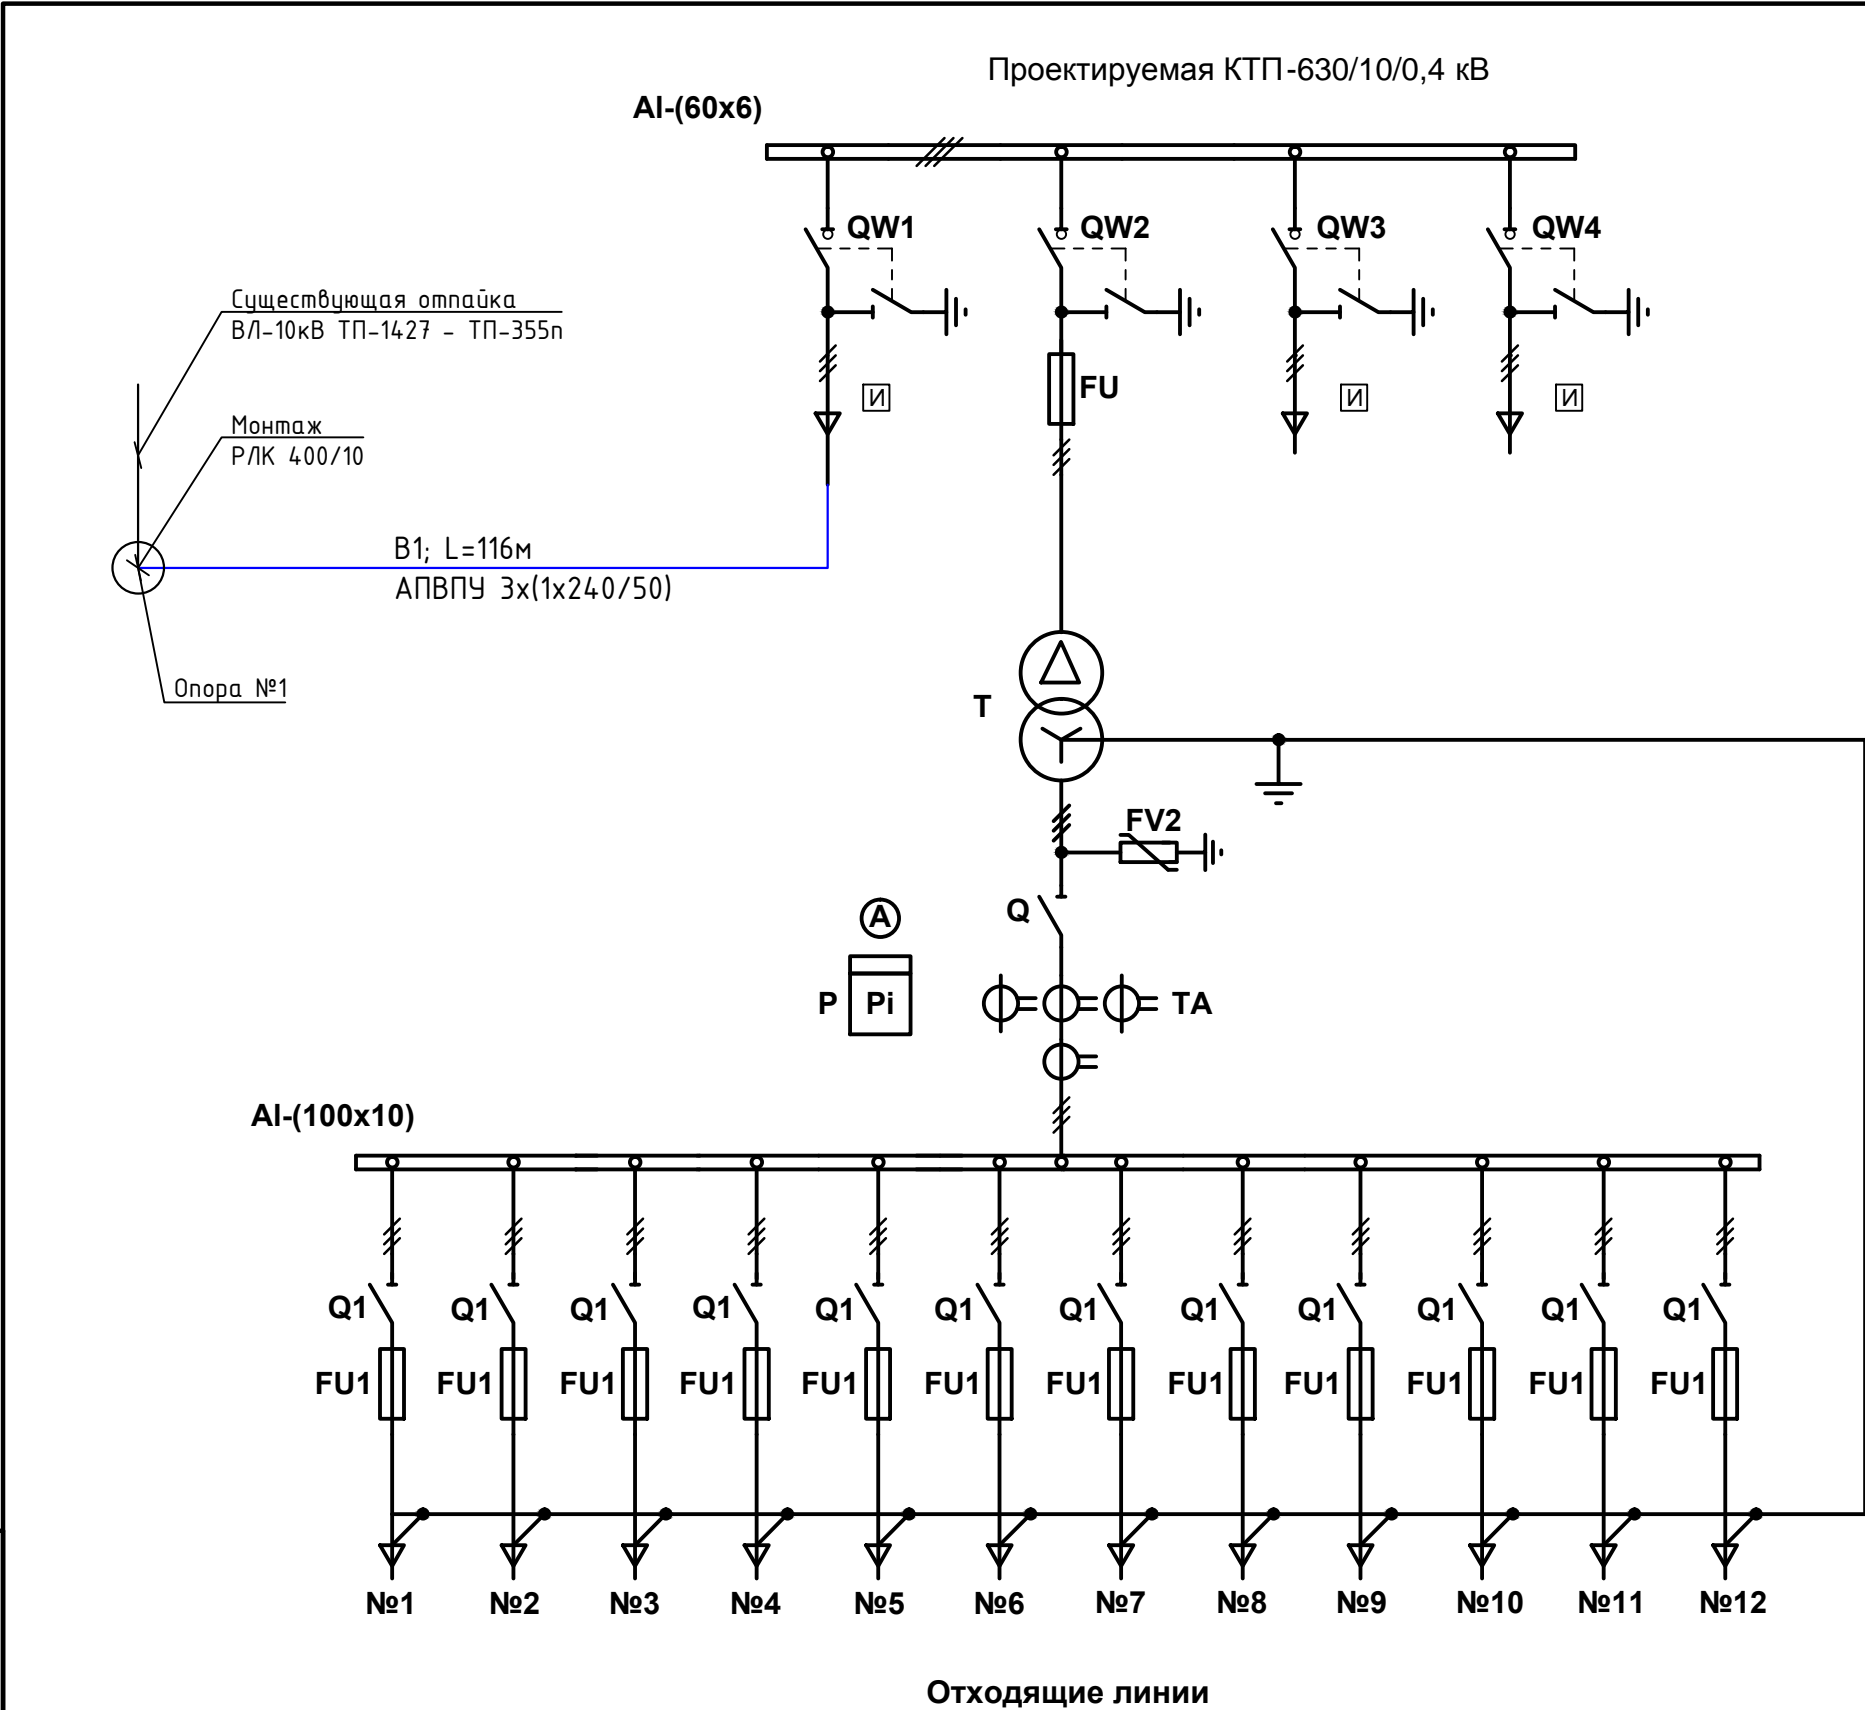 Проектируемая КТП-630/10/0,4 кВ
Al-(60x6)
QW1 QW2 QW3 QW4
Существующая отпайка
ВЛ-10кВ ТП-1427 - ТП-355п
И И И
FU
Монтаж
РЛК 400/10
В1; L=116м
АПВПУ 3х(1х240/50)
Опора №1
T
FV2
Q
A
P Pi TA
Al-(100x10)
Q1 Q1 Q1 Q1 Q1 Q1 Q1 Q1 Q1 Q1 Q1 Q1
FU1 FU1 FU1 FU1 FU1 FU1 FU1 FU1 FU1 FU1 FU1 FU1
№1 №2 №3 №4 №5 №6 №7 №8 №9 №10 №11 №12
Отходящие линии